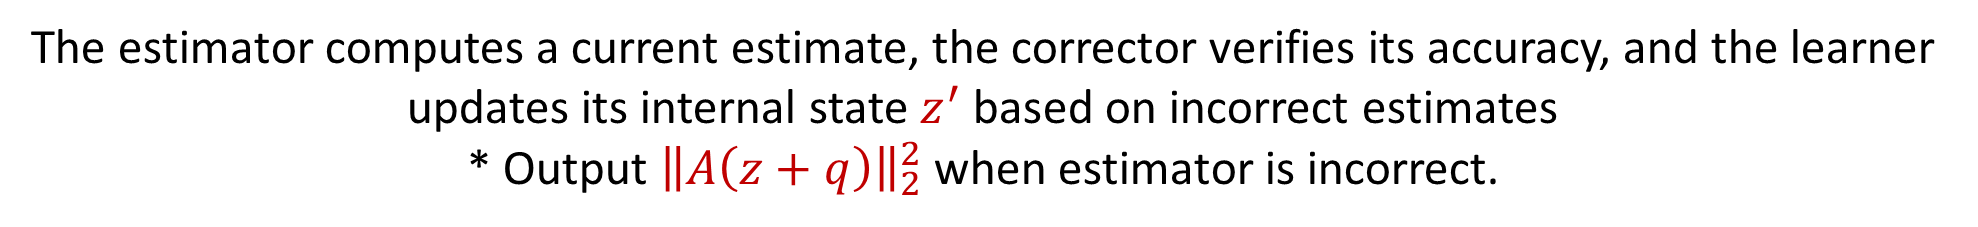 The estimator computes a current estimate, the corrector verifies its accuracy, and the learner
updates its internal state z′ based on incorrect estimates
* Output ‖A(z + q)‖₂² when estimator is incorrect.